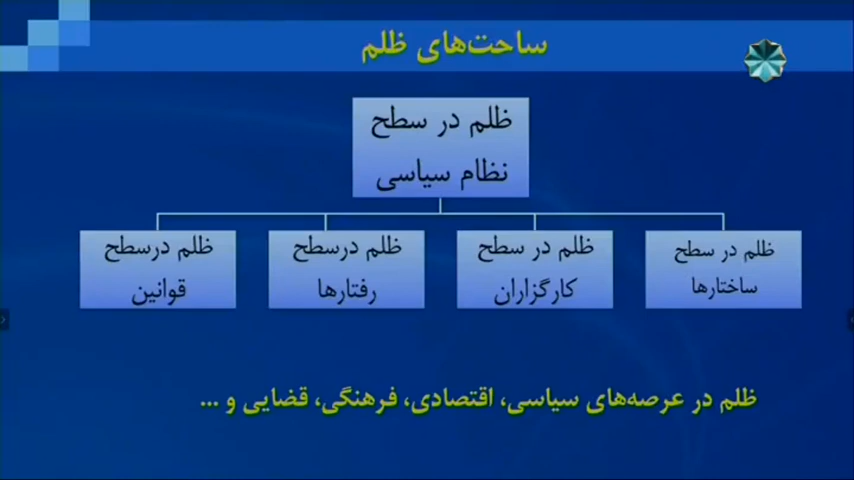 ساحت‌های ظلم
ظلم در سطح
نظام سیاسی
ظلم در سطح
ساختارها
ظلم در سطح
کارگزاران
ظلم درسطح
رفتارها
ظلم درسطح
قوانین
ظلم در عرصه‌های سیاسی، اقتصادی، فرهنگی، قضایی و ...